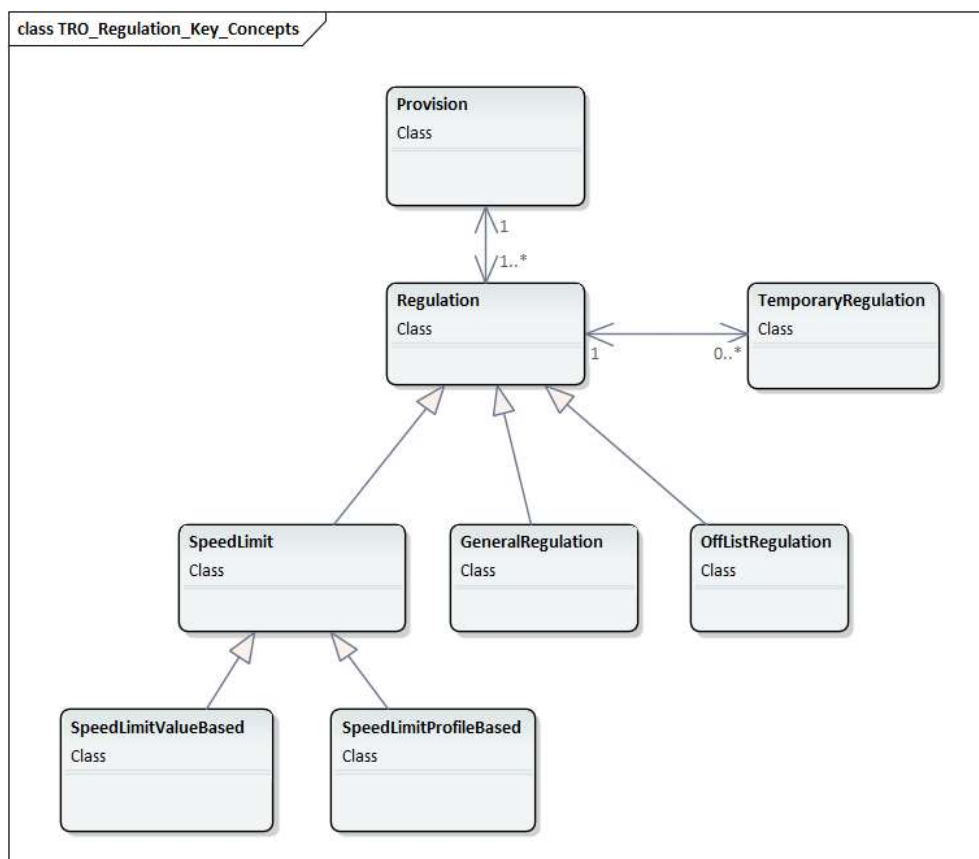 class TRO_Regulation_Key_Concepts
Provision
Class
1
1..*
Regulation
Class
TemporaryRegulation
Class
1
0..*
SpeedLimit
Class
GeneralRegulation
Class
OffListRegulation
Class
SpeedLimitValueBased
Class
SpeedLimitProfileBased
Class